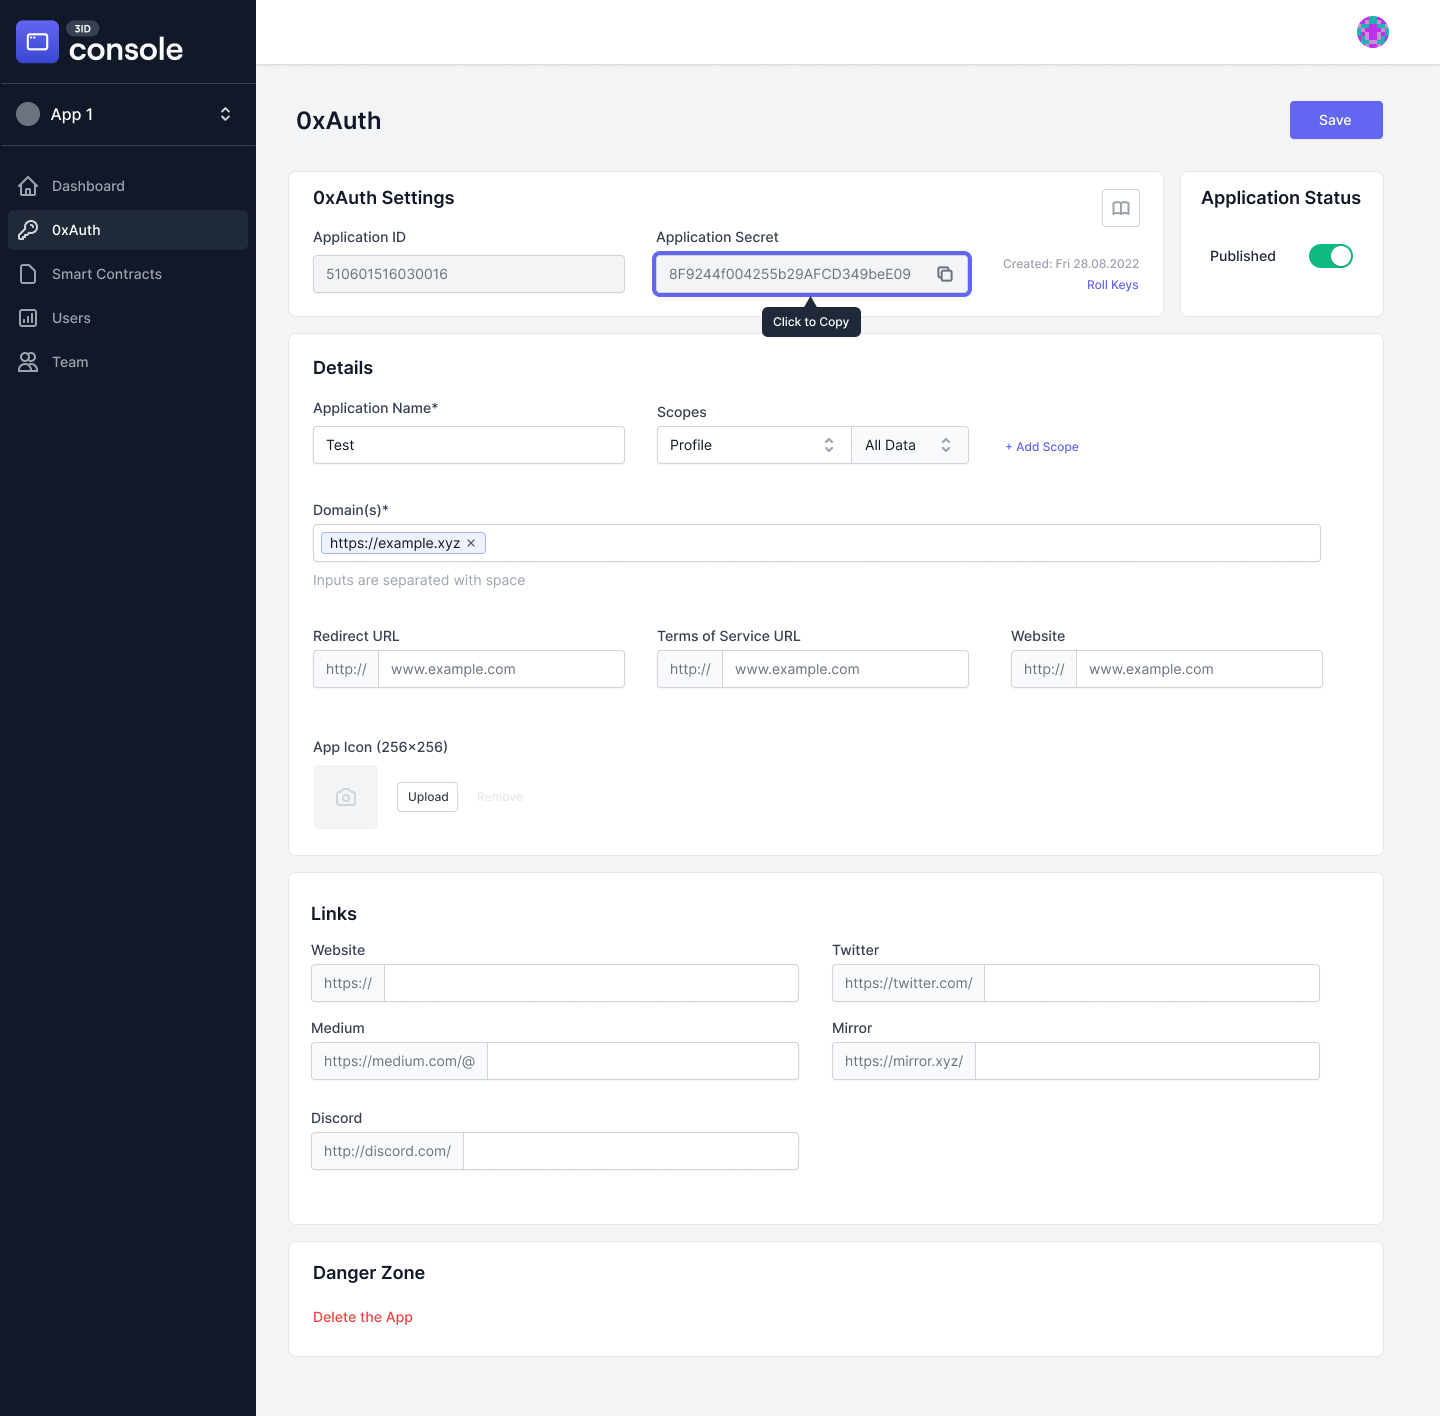 3ID
console
App 1
Dashboard
0xAuth
Smart Contracts
Users
Team
0xAuth
Save
0xAuth Settings
Application ID
510601516030016
Application Secret
8F9244f004255b29AFCD349beE09
Click to Copy
Created: Fri 28.08.2022
Roll Keys
Application Status
Published
Details
Application Name*
Test
Scopes
Profile
All Data
+ Add Scope
Domain(s)*
https://example.xyz ×
Inputs are separated with space
Redirect URL
http:// www.example.com
Terms of Service URL
http:// www.example.com
Website
http:// www.example.com
App Icon (256×256)
Upload
Remove
Links
Website
https://
Twitter
https://twitter.com/
Medium
https://medium.com/@
Mirror
https://mirror.xyz/
Discord
http://discord.com/
Danger Zone
Delete the App